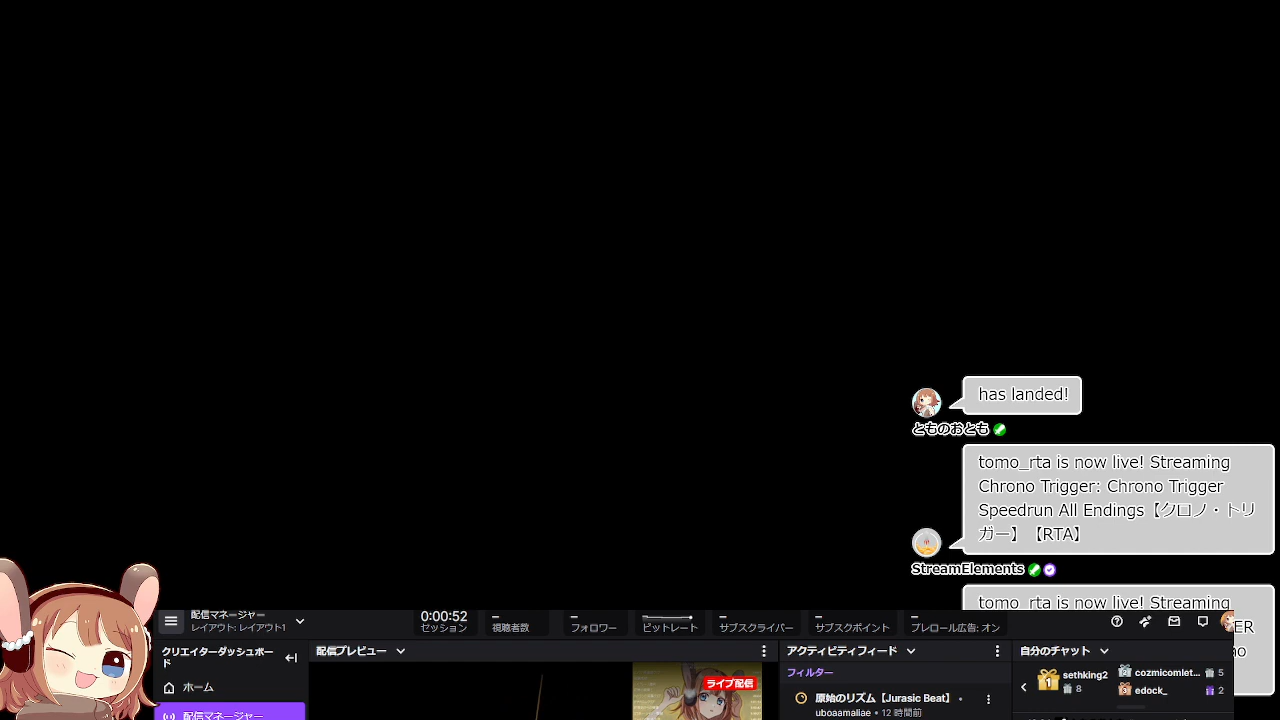 has landed!
とものおとも
tomo_rta is now live! Streaming
Chrono Trigger: Chrono Trigger
Speedrun All Endings【クロノ・トリ
ガー】【RTA】
StreamElements
tomo_rta is now live! Streaming
ER
no
配信マネージャー
レイアウト: レイアウト1
0:00:52
セッション
–
視聴者数
–
フォロワー
ビットレート
–
サブスクライバー
–
サブスクポイント
–
プレロール広告: オン
クリエイターダッシュボー
ド
ホーム
配信マネージャー
配信プレビュー
ライブ配信
アクティビティフィード
フィルター
原始のリズム【Jurasic Beat】 •
uboaamallae • 12 時間前
自分のチャット
1
sethking2
8
cozmicomlet... 5
edock_ 2